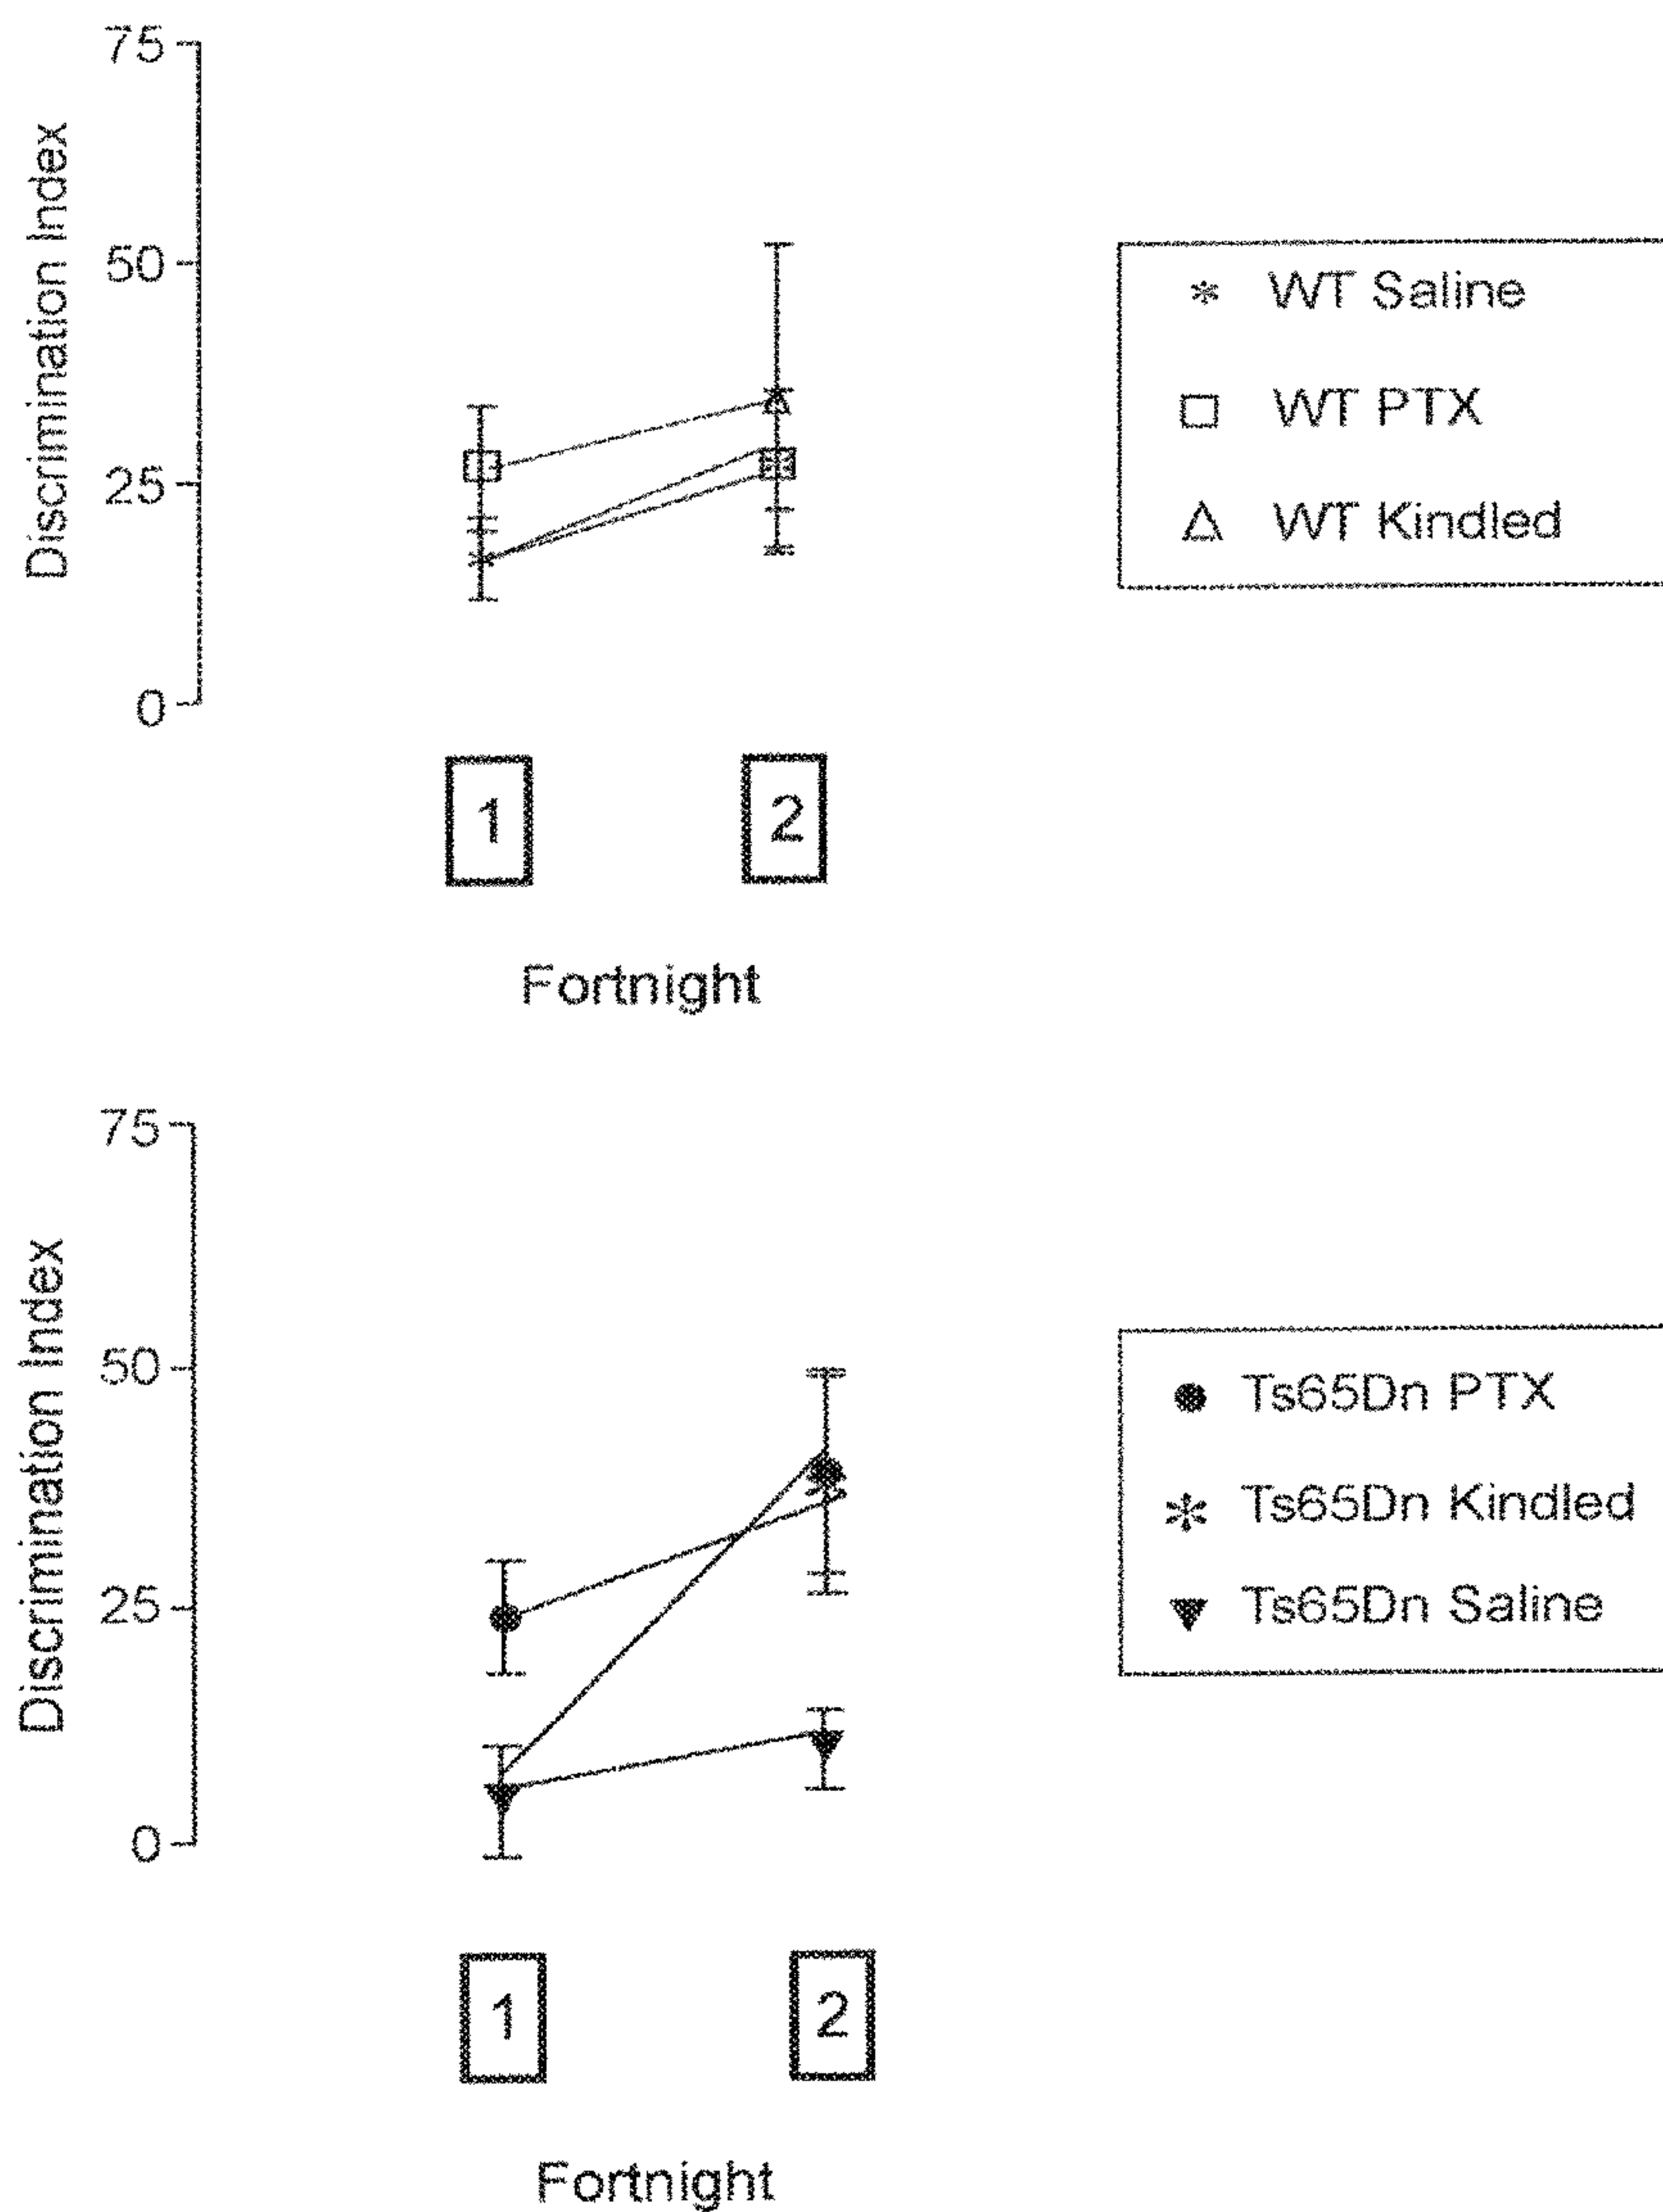 75
50
25
0
Discrimination Index
* WT Saline
□ WT PTX
△ WT Kindled
1
2
Fortnight
75
50
25
0
Discrimination Index
● Ts65Dn PTX
* Ts65Dn Kindled
▼ Ts65Dn Saline
1
2
Fortnight